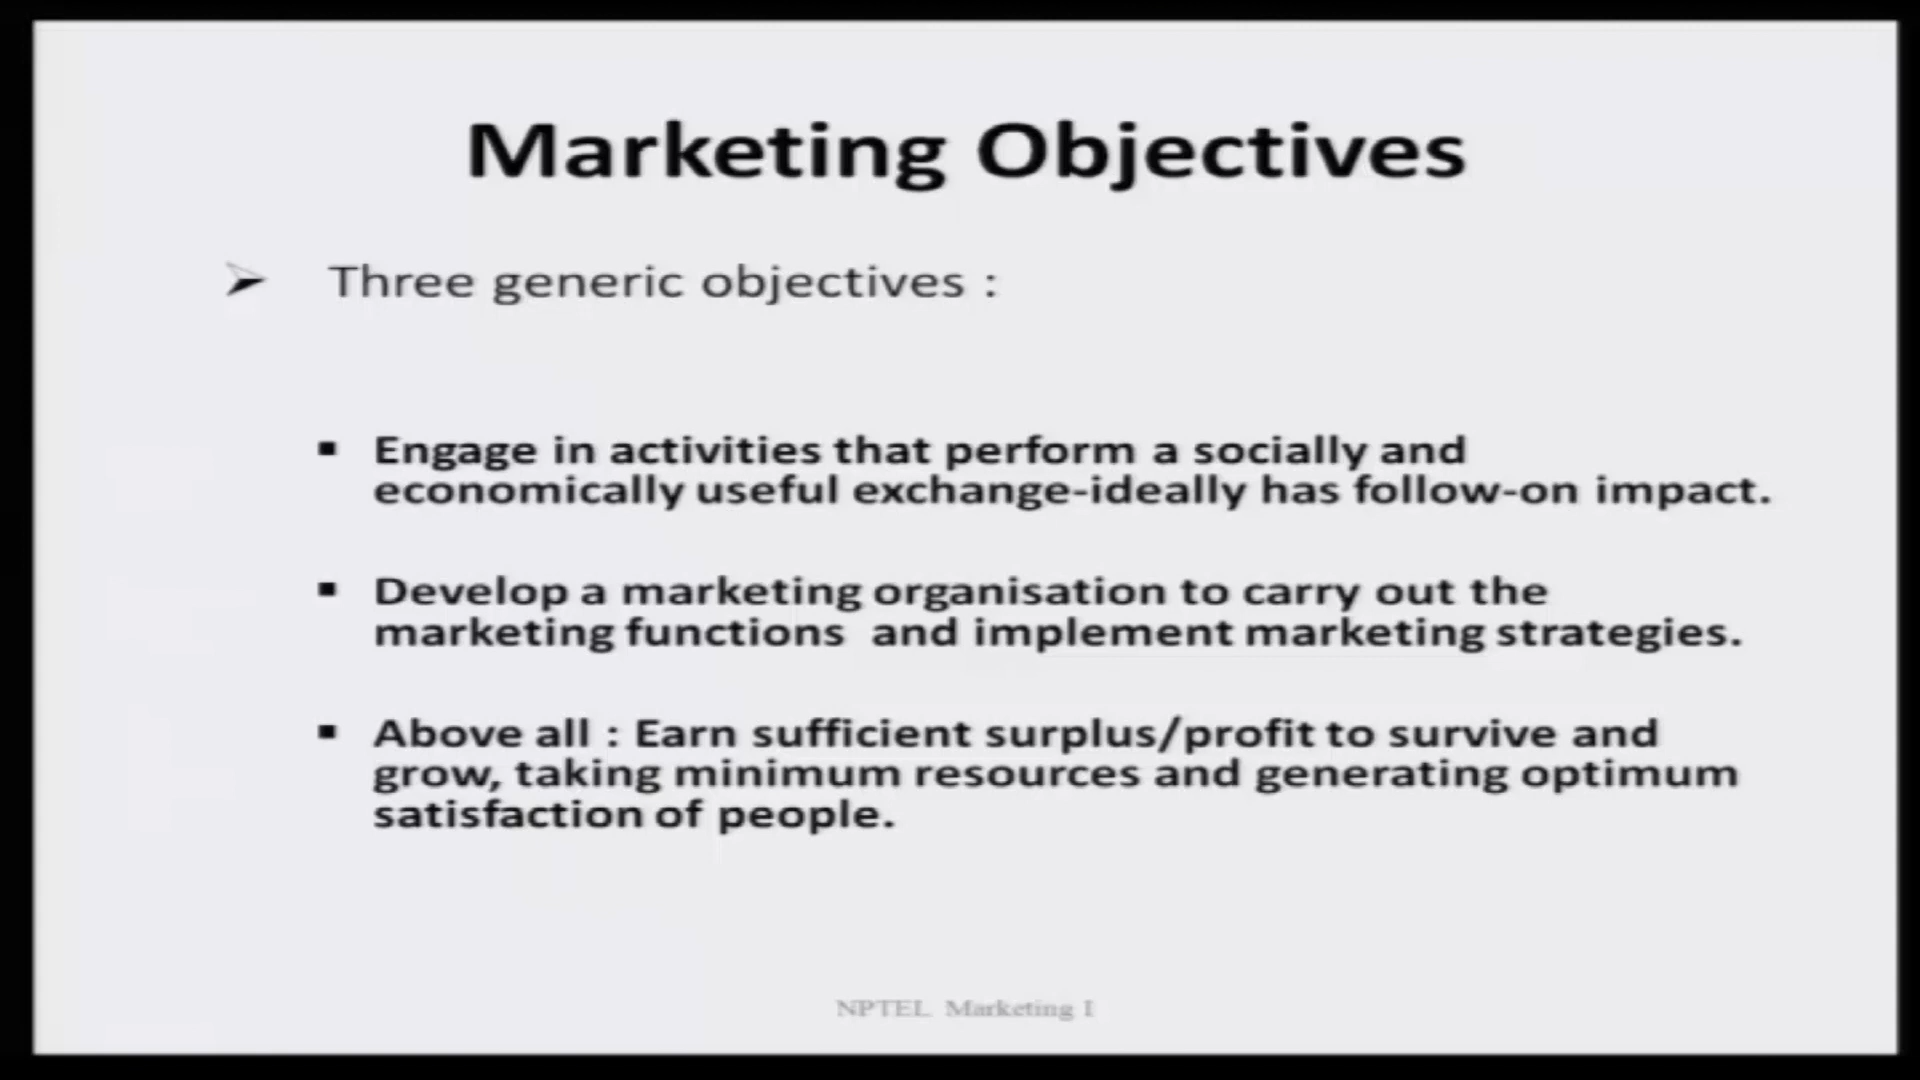 Marketing Objectives
Three generic objectives :
Engage in activities that perform a socially and
economically useful exchange-ideally has follow-on impact.
Develop a marketing organisation to carry out the
marketing functions and implement marketing strategies.
Above all : Earn sufficient surplus/profit to survive and
grow, taking minimum resources and generating optimum
satisfaction of people.
NPTEL Marketing I